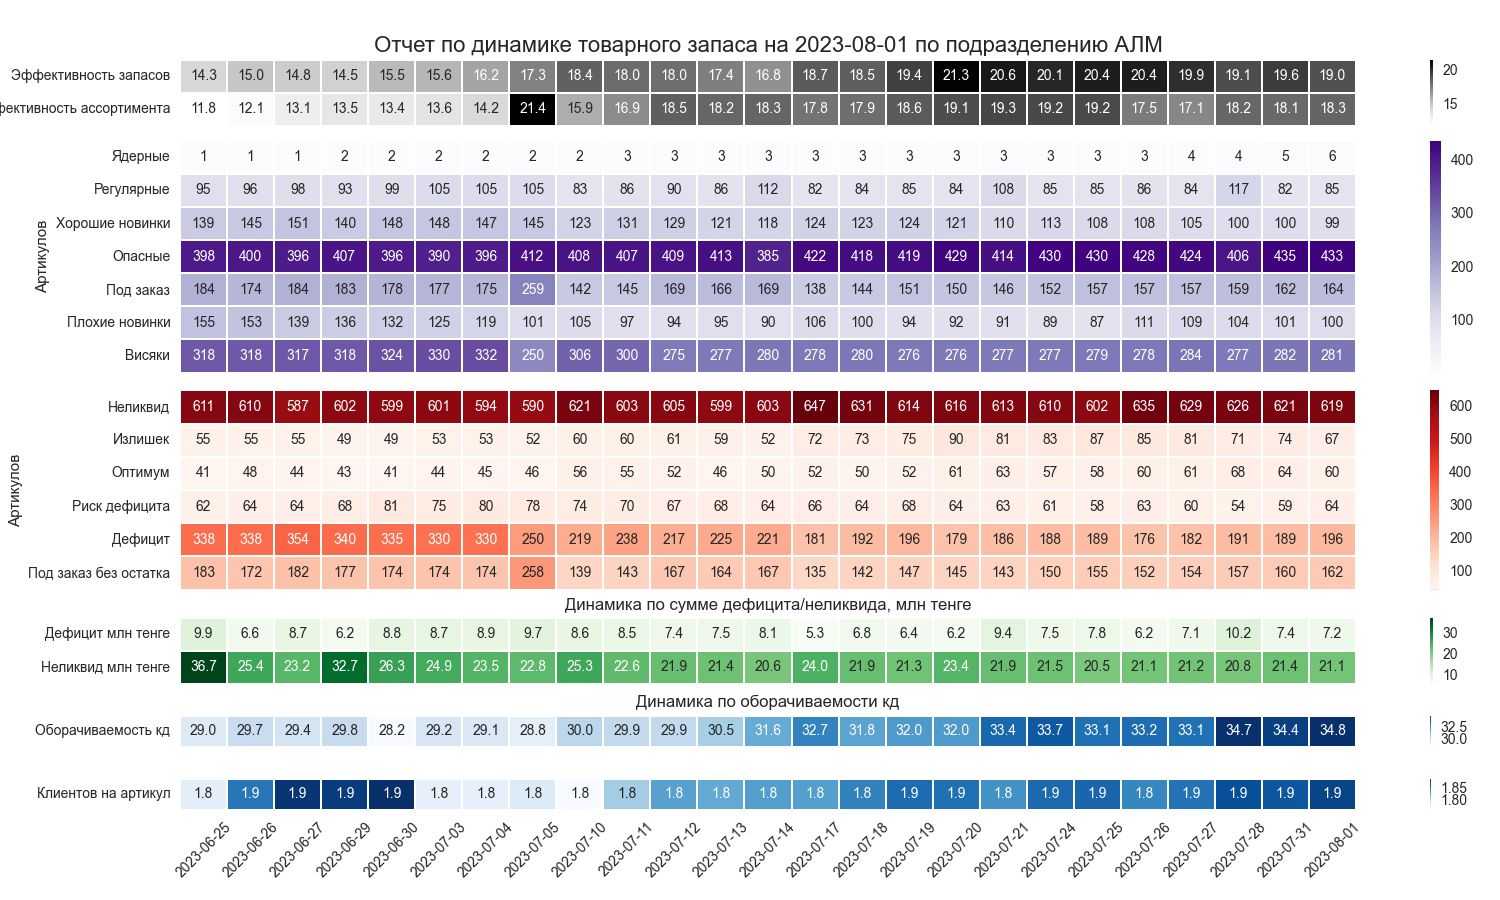 Отчет по динамике товарного запаса на 2023-08-01 по подразделению АЛМ
Эффективность запасов 14.3 15.0 14.8 14.5 15.5 15.6 16.2 17.3 18.4 18.0 18.0 17.4 16.8 18.7 18.5 19.4 21.3 20.6 20.1 20.4 20.4 19.9 19.1 19.6 19.0
фективность ассортимента 11.8 12.1 13.1 13.5 13.4 13.6 14.2 21.4 15.9 16.9 18.5 18.2 18.3 17.8 17.9 18.6 19.1 19.3 19.2 19.2 17.5 17.1 18.2 18.1 18.3
20
15
Артикулов
Ядерные 1 1 1 2 2 2 2 2 2 3 3 3 3 3 3 3 3 3 3 3 3 4 4 5 6
Регулярные 95 96 98 93 99 105 105 105 83 86 90 86 112 82 84 85 84 108 85 85 86 84 117 82 85
Хорошие новинки 139 145 151 140 148 148 147 145 123 131 129 121 118 124 123 124 121 110 113 108 108 105 100 100 99
Опасные 398 400 396 407 396 390 396 412 408 407 409 413 385 422 418 419 429 414 430 430 428 424 406 435 433
Под заказ 184 174 184 183 178 177 175 259 142 145 169 166 169 138 144 151 150 146 152 157 157 157 159 162 164
Плохие новинки 155 153 139 136 132 125 119 101 105 97 94 95 90 106 100 94 92 91 89 87 111 109 104 101 100
Висяки 318 318 317 318 324 330 332 250 306 300 275 277 280 278 280 276 276 277 277 279 278 284 277 282 281
400
300
200
100
Артикулов
Неликвид 611 610 587 602 599 601 594 590 621 603 605 599 603 647 631 614 616 613 610 602 635 629 626 621 619
Излишек 55 55 55 49 49 53 53 52 60 60 61 59 52 72 73 75 90 81 83 87 85 81 71 74 67
Оптимум 41 48 44 43 41 44 45 46 56 55 52 46 50 52 50 52 61 63 57 58 60 61 68 64 60
Риск дефицита 62 64 64 68 81 75 80 78 74 70 67 68 64 66 64 68 64 63 61 58 63 60 54 59 64
Дефицит 338 338 354 340 335 330 330 250 219 238 217 225 221 181 192 196 179 186 188 189 176 182 191 189 196
Под заказ без остатка 183 172 182 177 174 174 174 258 139 143 167 164 167 135 142 147 145 143 150 155 152 154 157 160 162
600
500
400
300
200
100
Динамика по сумме дефицита/неликвида, млн тенге
Дефицит млн тенге 9.9 6.6 8.7 6.2 8.8 8.7 8.9 9.7 8.6 8.5 7.4 7.5 8.1 5.3 6.8 6.4 6.2 9.4 7.5 7.8 6.2 7.1 10.2 7.4 7.2
Неликвид млн тенге 36.7 25.4 23.2 32.7 26.3 24.9 23.5 22.8 25.3 22.6 21.9 21.4 20.6 24.0 21.9 21.3 23.4 21.9 21.5 20.5 21.1 21.2 20.8 21.4 21.1
30
20
10
Динамика по оборачиваемости кд
Оборачиваемость кд 29.0 29.7 29.4 29.8 28.2 29.2 29.1 28.8 30.0 29.9 29.9 30.5 31.6 32.7 31.8 32.0 32.0 33.4 33.7 33.1 33.2 33.1 34.7 34.4 34.8
32.5
30.0
Клиентов на артикул 1.8 1.9 1.9 1.9 1.9 1.8 1.8 1.8 1.8 1.8 1.8 1.8 1.8 1.8 1.8 1.9 1.9 1.8 1.9 1.9 1.8 1.9 1.9 1.9 1.9
1.85
1.80
2023-06-25 2023-06-26 2023-06-27 2023-06-29 2023-06-30 2023-07-03 2023-07-04 2023-07-05 2023-07-10 2023-07-11 2023-07-12 2023-07-13 2023-07-14 2023-07-17 2023-07-18 2023-07-19 2023-07-20 2023-07-21 2023-07-24 2023-07-25 2023-07-26 2023-07-27 2023-07-28 2023-07-31 2023-08-01